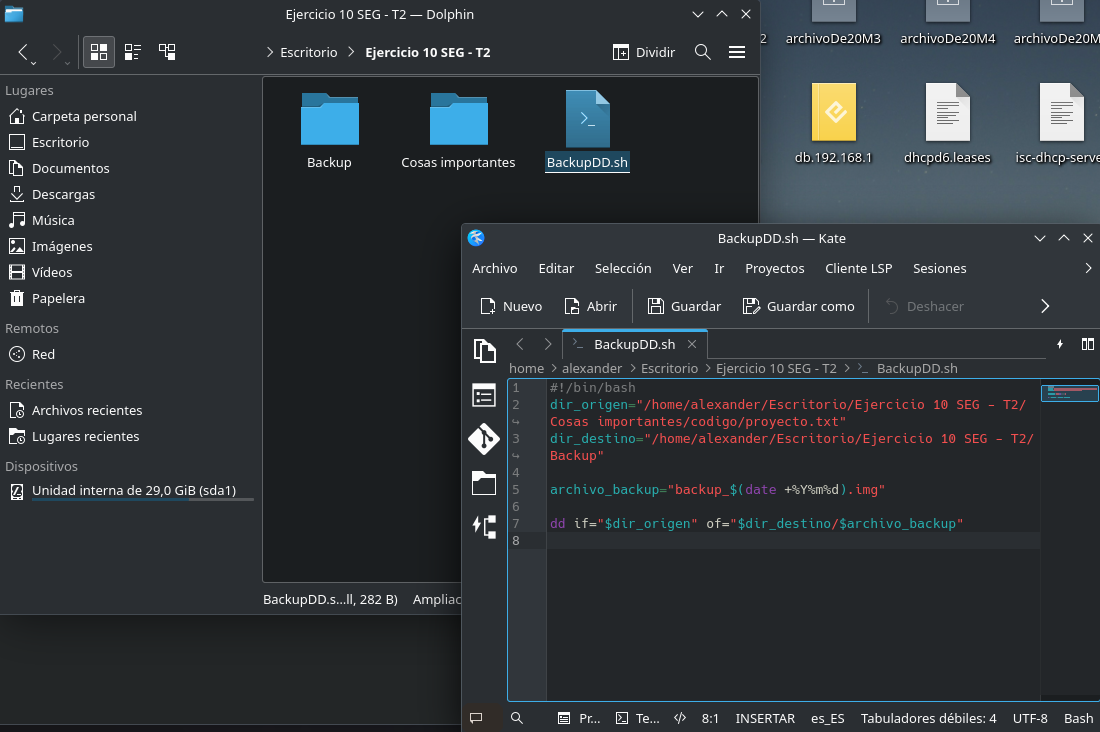 Ejercicio 10 SEG - T2 — Dolphin
Escritorio Ejercicio 10 SEG - T2
Dividir
Lugares
Carpeta personal
Escritorio
Documentos
Descargas
Música
Imágenes
Vídeos
Papelera
Remotos
Red
Recientes
Archivos recientes
Lugares recientes
Dispositivos
Unidad interna de 29,0 GiB (sda1)
Backup
Cosas importantes
BackupDD.sh
BackupDD.s...ll, 282 B)
Ampliac
2
archivoDe20M3
archivoDe20M4
archivoDe20M
db.192.168.1
dhcpd6.leases
isc-dhcp-serve
BackupDD.sh — Kate
Archivo Editar Selección Ver Ir Proyectos Cliente LSP Sesiones
Nuevo Abrir Guardar Guardar como Deshacer
BackupDD.sh
home alexander Escritorio Ejercicio 10 SEG - T2 BackupDD.sh
1 #!/bin/bash
2 dir_origen="/home/alexander/Escritorio/Ejercicio 10 SEG - T2/
Cosas importantes/codigo/proyecto.txt"
3 dir_destino="/home/alexander/Escritorio/Ejercicio 10 SEG - T2/
Backup"
4
5 archivo_backup="backup_$(date +%Y%m%d).img"
6
7 dd if="$dir_origen" of="$dir_destino/$archivo_backup"
8
Pr... Te... 8:1 INSERTAR es_ES Tabuladores débiles: 4 UTF-8 Bash